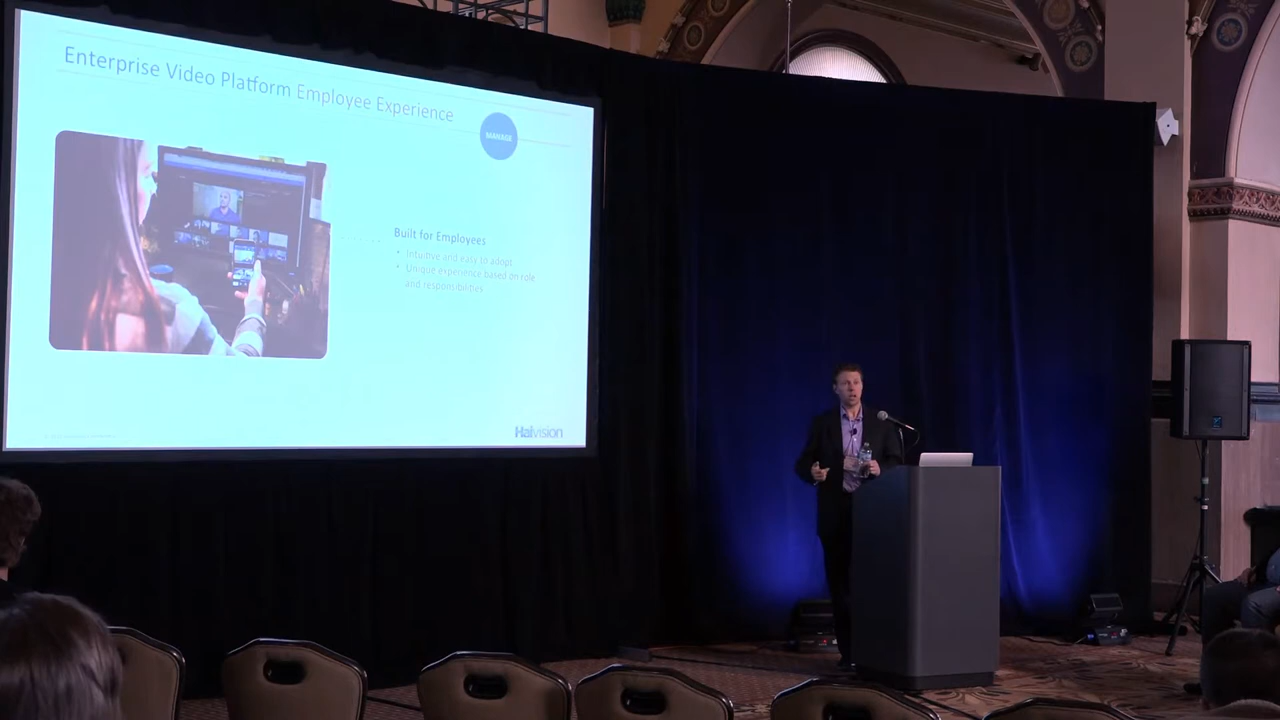 Enterprise Video Platform Employee Experience
MANAGE
Built for Employees
• Intuitive and easy to adopt
• Unique experience based on role
and responsibilities
Haivision